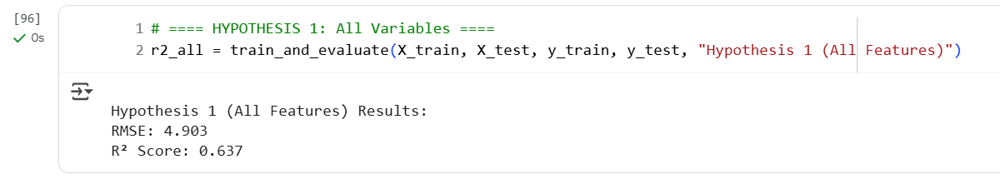 [96]
0s
1 # ==== HYPOTHESIS 1: All Variables ====
2 r2_all = train_and_evaluate(X_train, X_test, y_train, y_test, "Hypothesis 1 (All Features)")
Hypothesis 1 (All Features) Results:
RMSE: 4.903
R² Score: 0.637